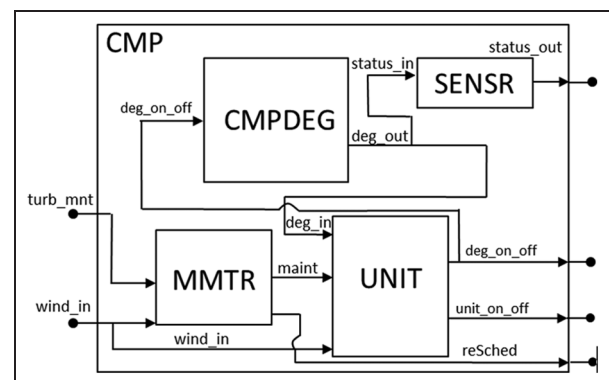 CMP
status_out
status_in
SENSR
deg_on_off
CMPDEG
deg_out
turb_mnt
deg_in
MMTR
maint
UNIT
deg_on_off
wind_in
unit_on_off
wind_in
reSched